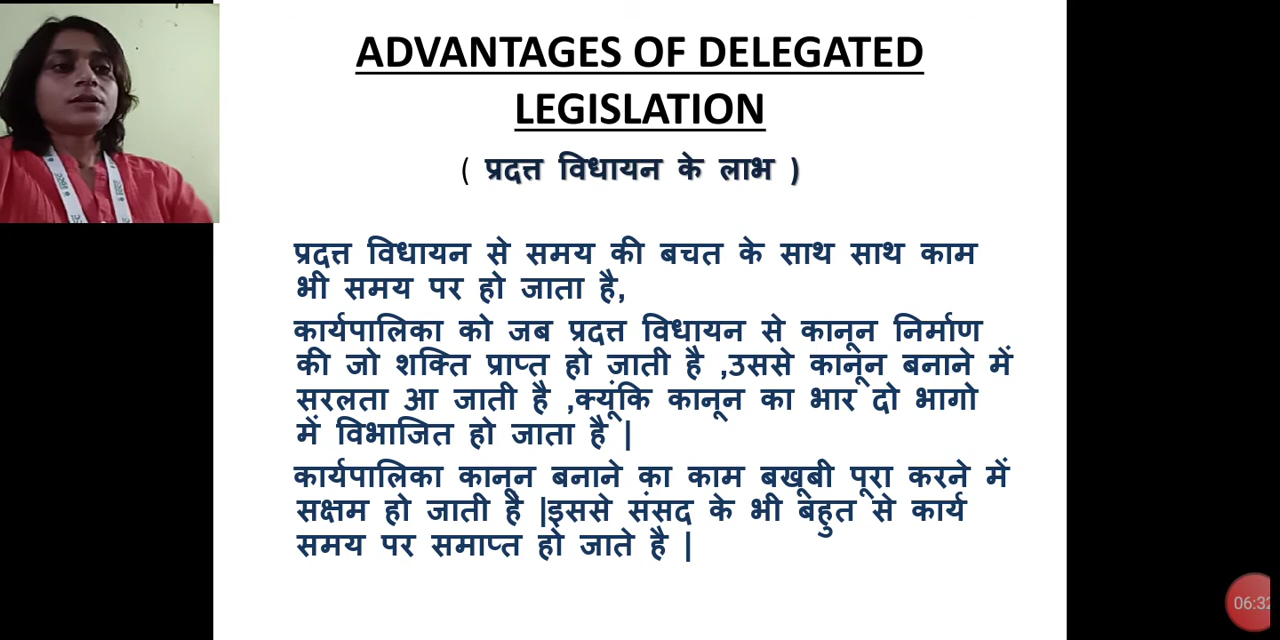 ADVANTAGES OF DELEGATED
LEGISLATION
( प्रदत्त विधायन के लाभ )
प्रदत्त विधायन से समय की बचत के साथ साथ काम
भी समय पर हो जाता है,
कार्यपालिका को जब प्रदत्त विधायन से कानून निर्माण
की जो शक्ति प्राप्त हो जाती है ,उससे कानून बनाने में
सरलता आ जाती है ,क्यूंकि कानून का भार दो भागो
में विभाजित हो जाता है |
कार्यपालिका कानून बनाने का काम बखूबी पूरा करने में
सक्षम हो जाती है |इससे संसद के भी बहुत से कार्य
समय पर समाप्त हो जाते है |
06:32